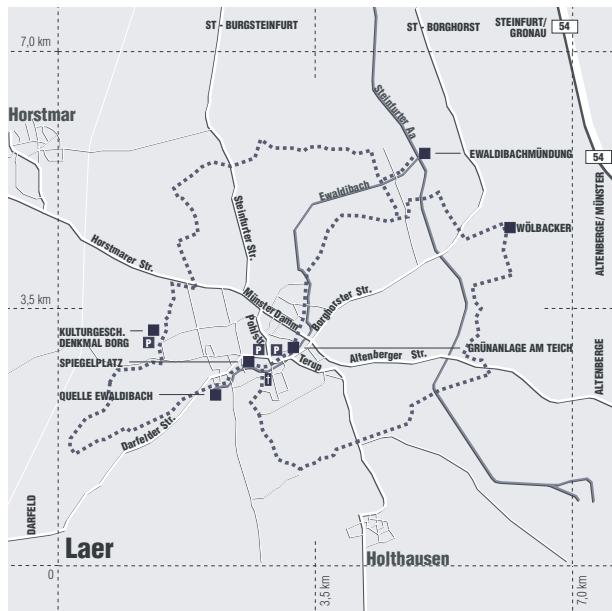 7,0 km
ST - BURGSTEINFURT
ST - BORGHORST
STEINFURT/
GRONAU
54
Horstmar
Steinfurter Aa
EWALDIBACHMÜNDUNG
54
Ewaldibach
ALTENBERGE/MÜNSTER
Steinfurter Str.
WÖLBACKER
Horstmarer Str.
3,5 km
Münster Damm
Borghorster Str.
KULTURGESCH.
DENKMAL BORG
P
Pohlstr.
P
P
GRÜNANLAGE AM TEICH
SPIEGELPLATZ
Terup
Altenberger Str.
ALTENBERGE
QUELLE EWALDIBACH
Darfelder Str.
DARFELD
Laer
Holthausen
0
3,5 km
7,0 km